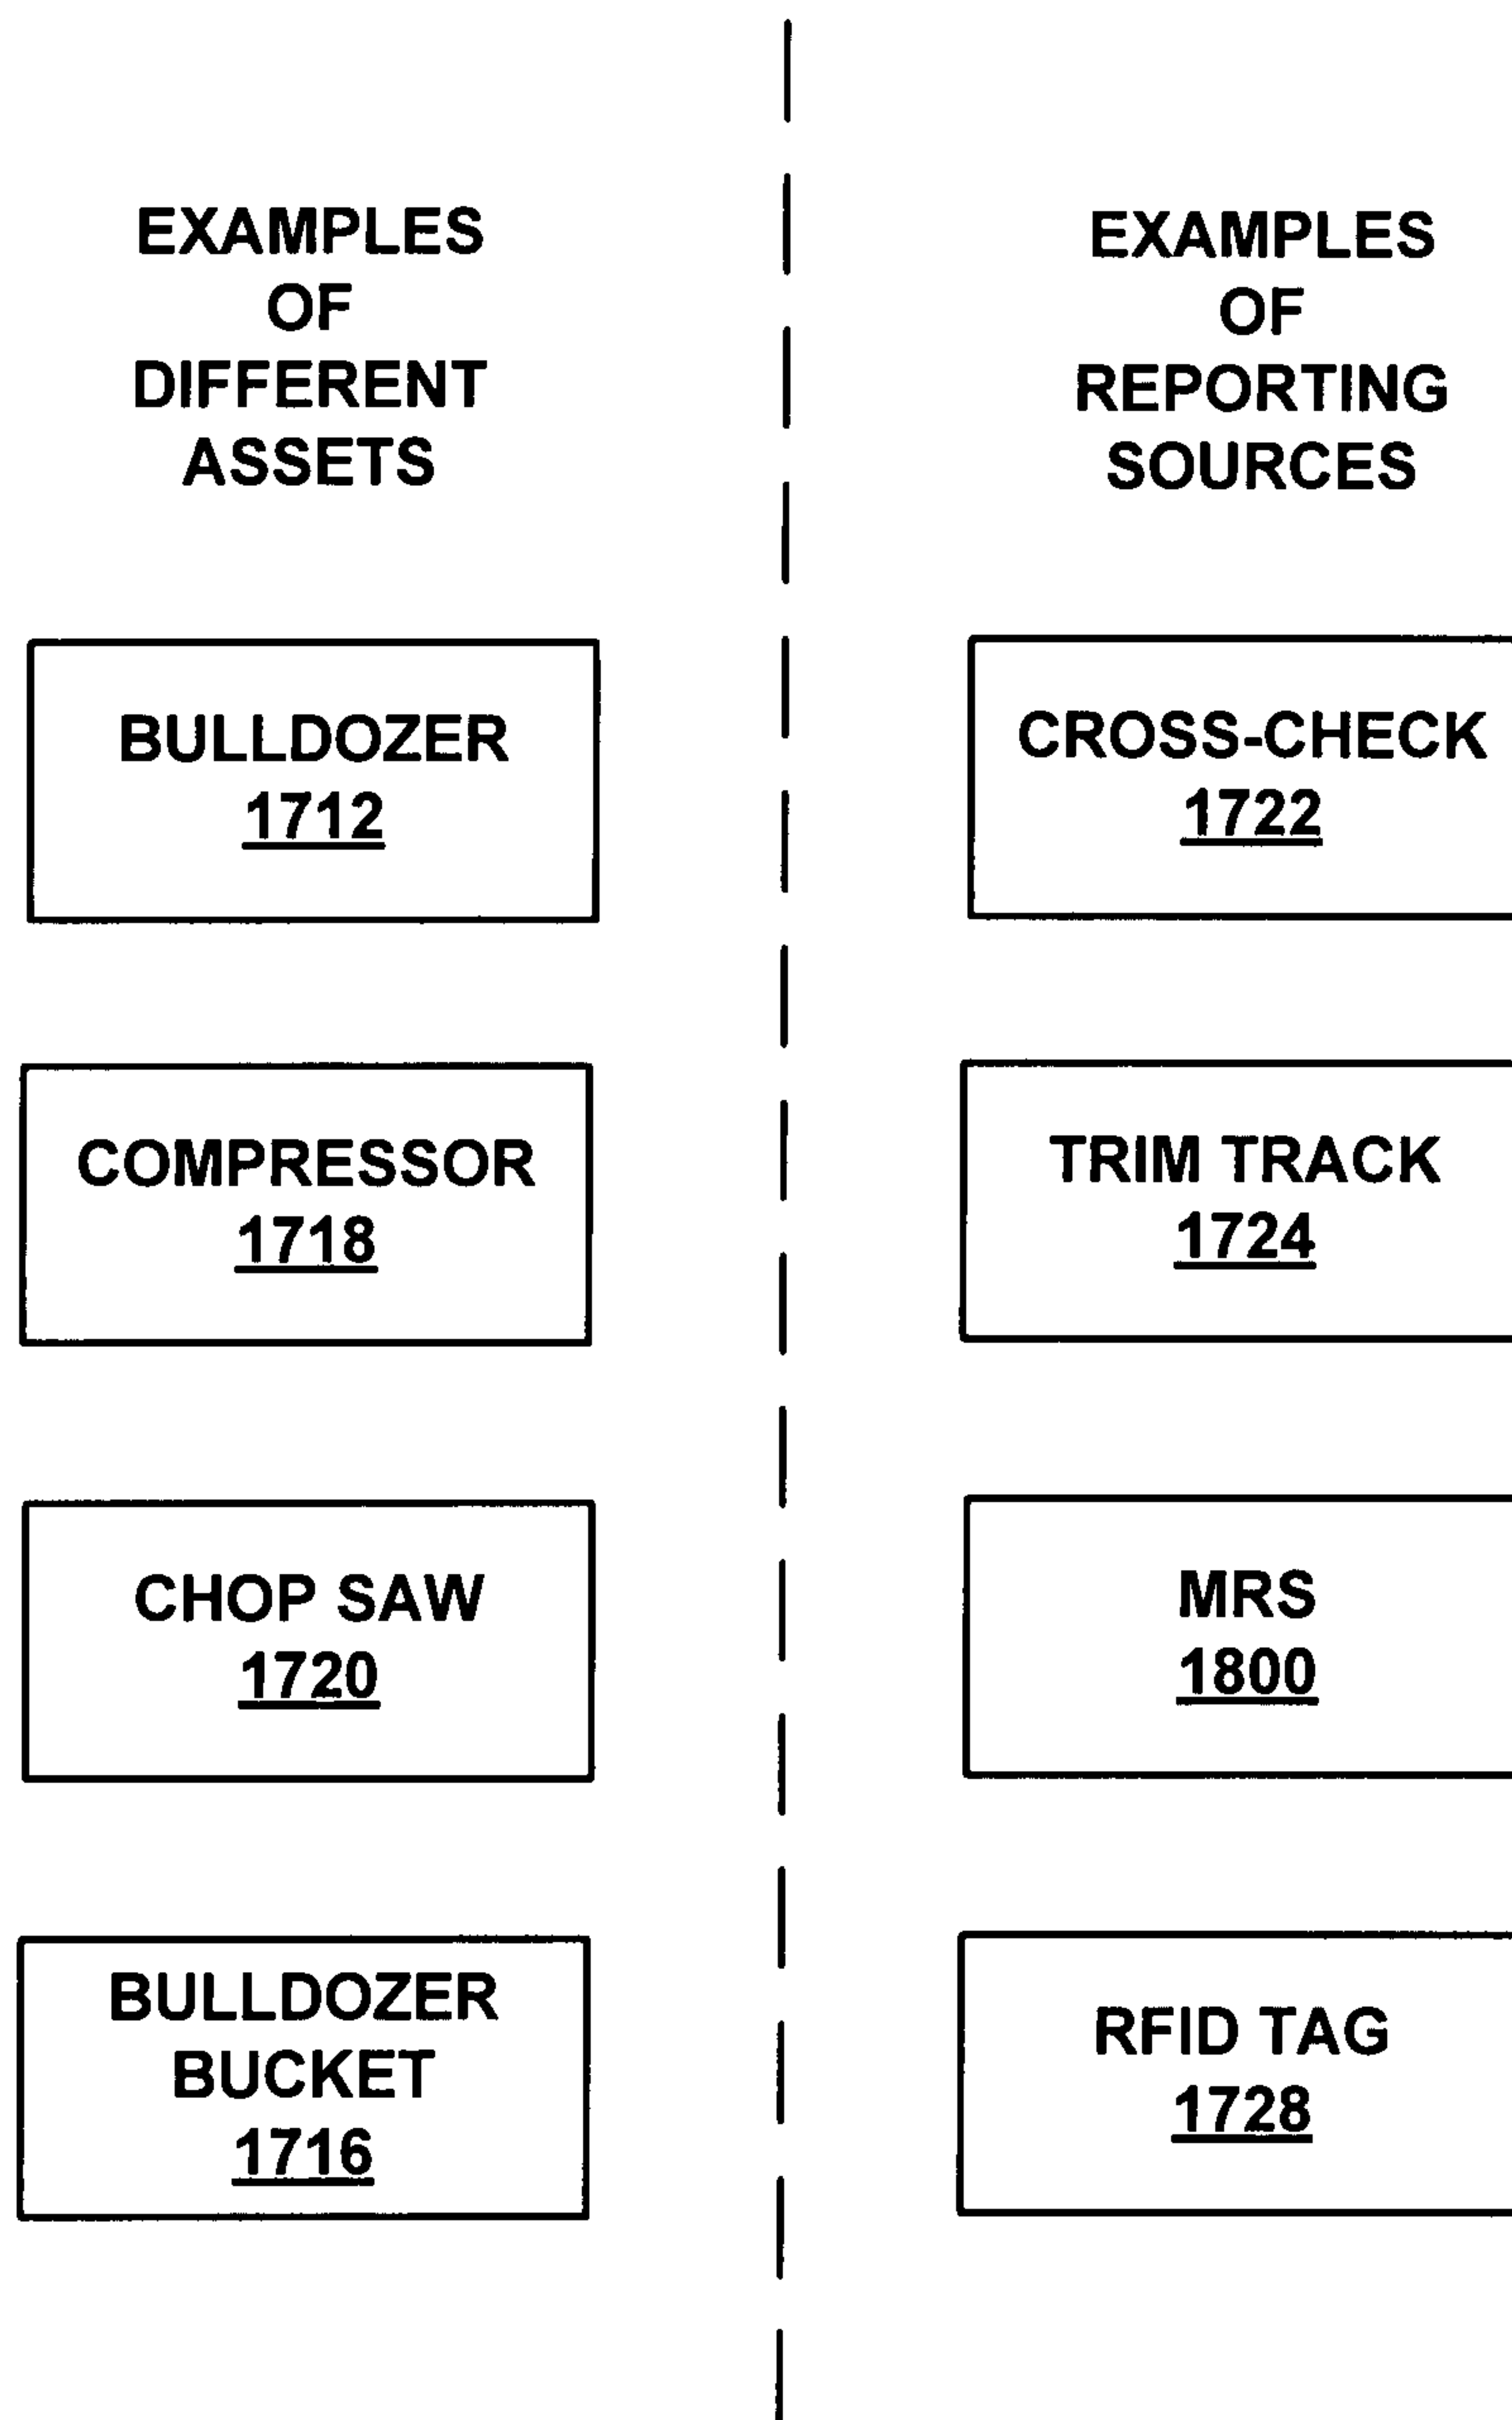 EXAMPLES
OF
DIFFERENT
ASSETS
BULLDOZER
1712
COMPRESSOR
1718
CHOP SAW
1720
BULLDOZER
BUCKET
1716
EXAMPLES
OF
REPORTING
SOURCES
CROSS-CHECK
1722
TRIM TRACK
1724
MRS
1800
RFID TAG
1728